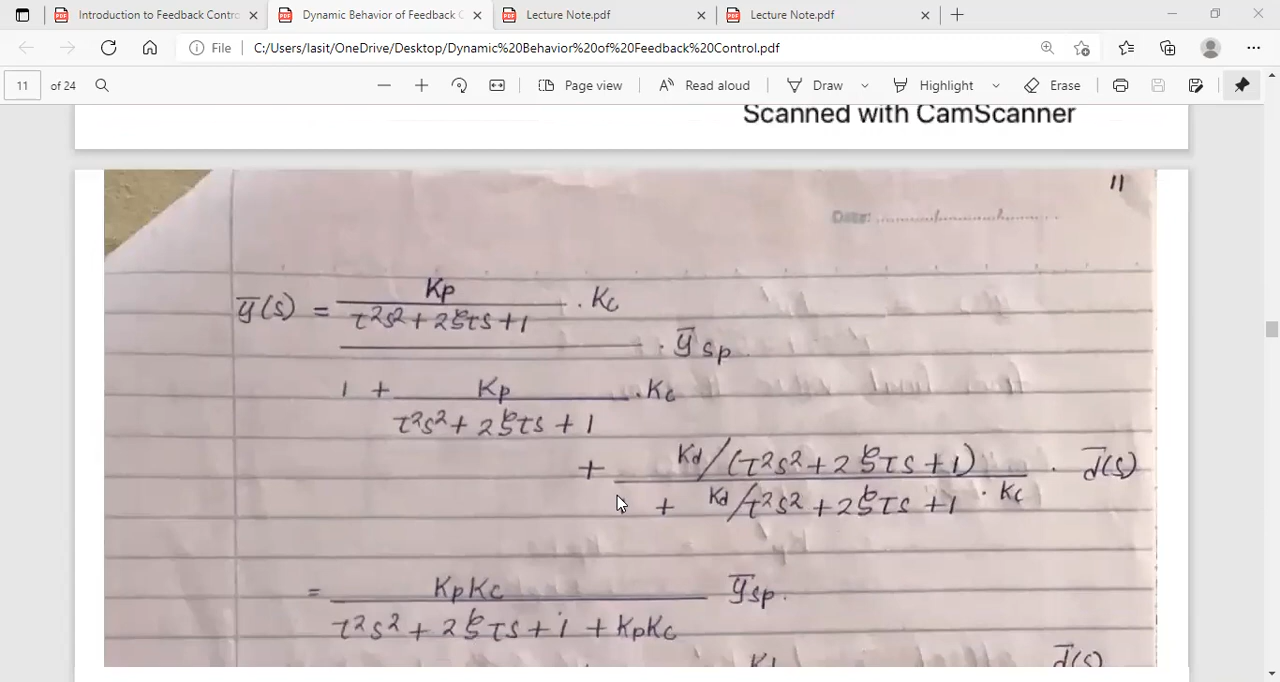 Introduction to Feedback Contro
Dynamic Behavior of Feedback C
Lecture Note.pdf
Lecture Note.pdf
File
C:/Users/lasit/OneDrive/Desktop/Dynamic%20Behavior%20of%20Feedback%20Control.pdf
11 of 24
Page view
Read aloud
Draw
Highlight
Erase
Scanned with CamScanner
11
Date: ............/............/............
ȳ(s) = Kp / τ²s² + 2ξτs + 1 · Kc
· ȳsp
1 + Kp / τ²s² + 2ξτs + 1 · Kc
+ Kd/(τ²s² + 2ξτs + 1) · d̄(s)
+ Kd/τ²s² + 2ξτs + 1 · Kc
= KpKc ȳsp.
τ²s² + 2ξτs + 1 + KpKc
d̄(s)